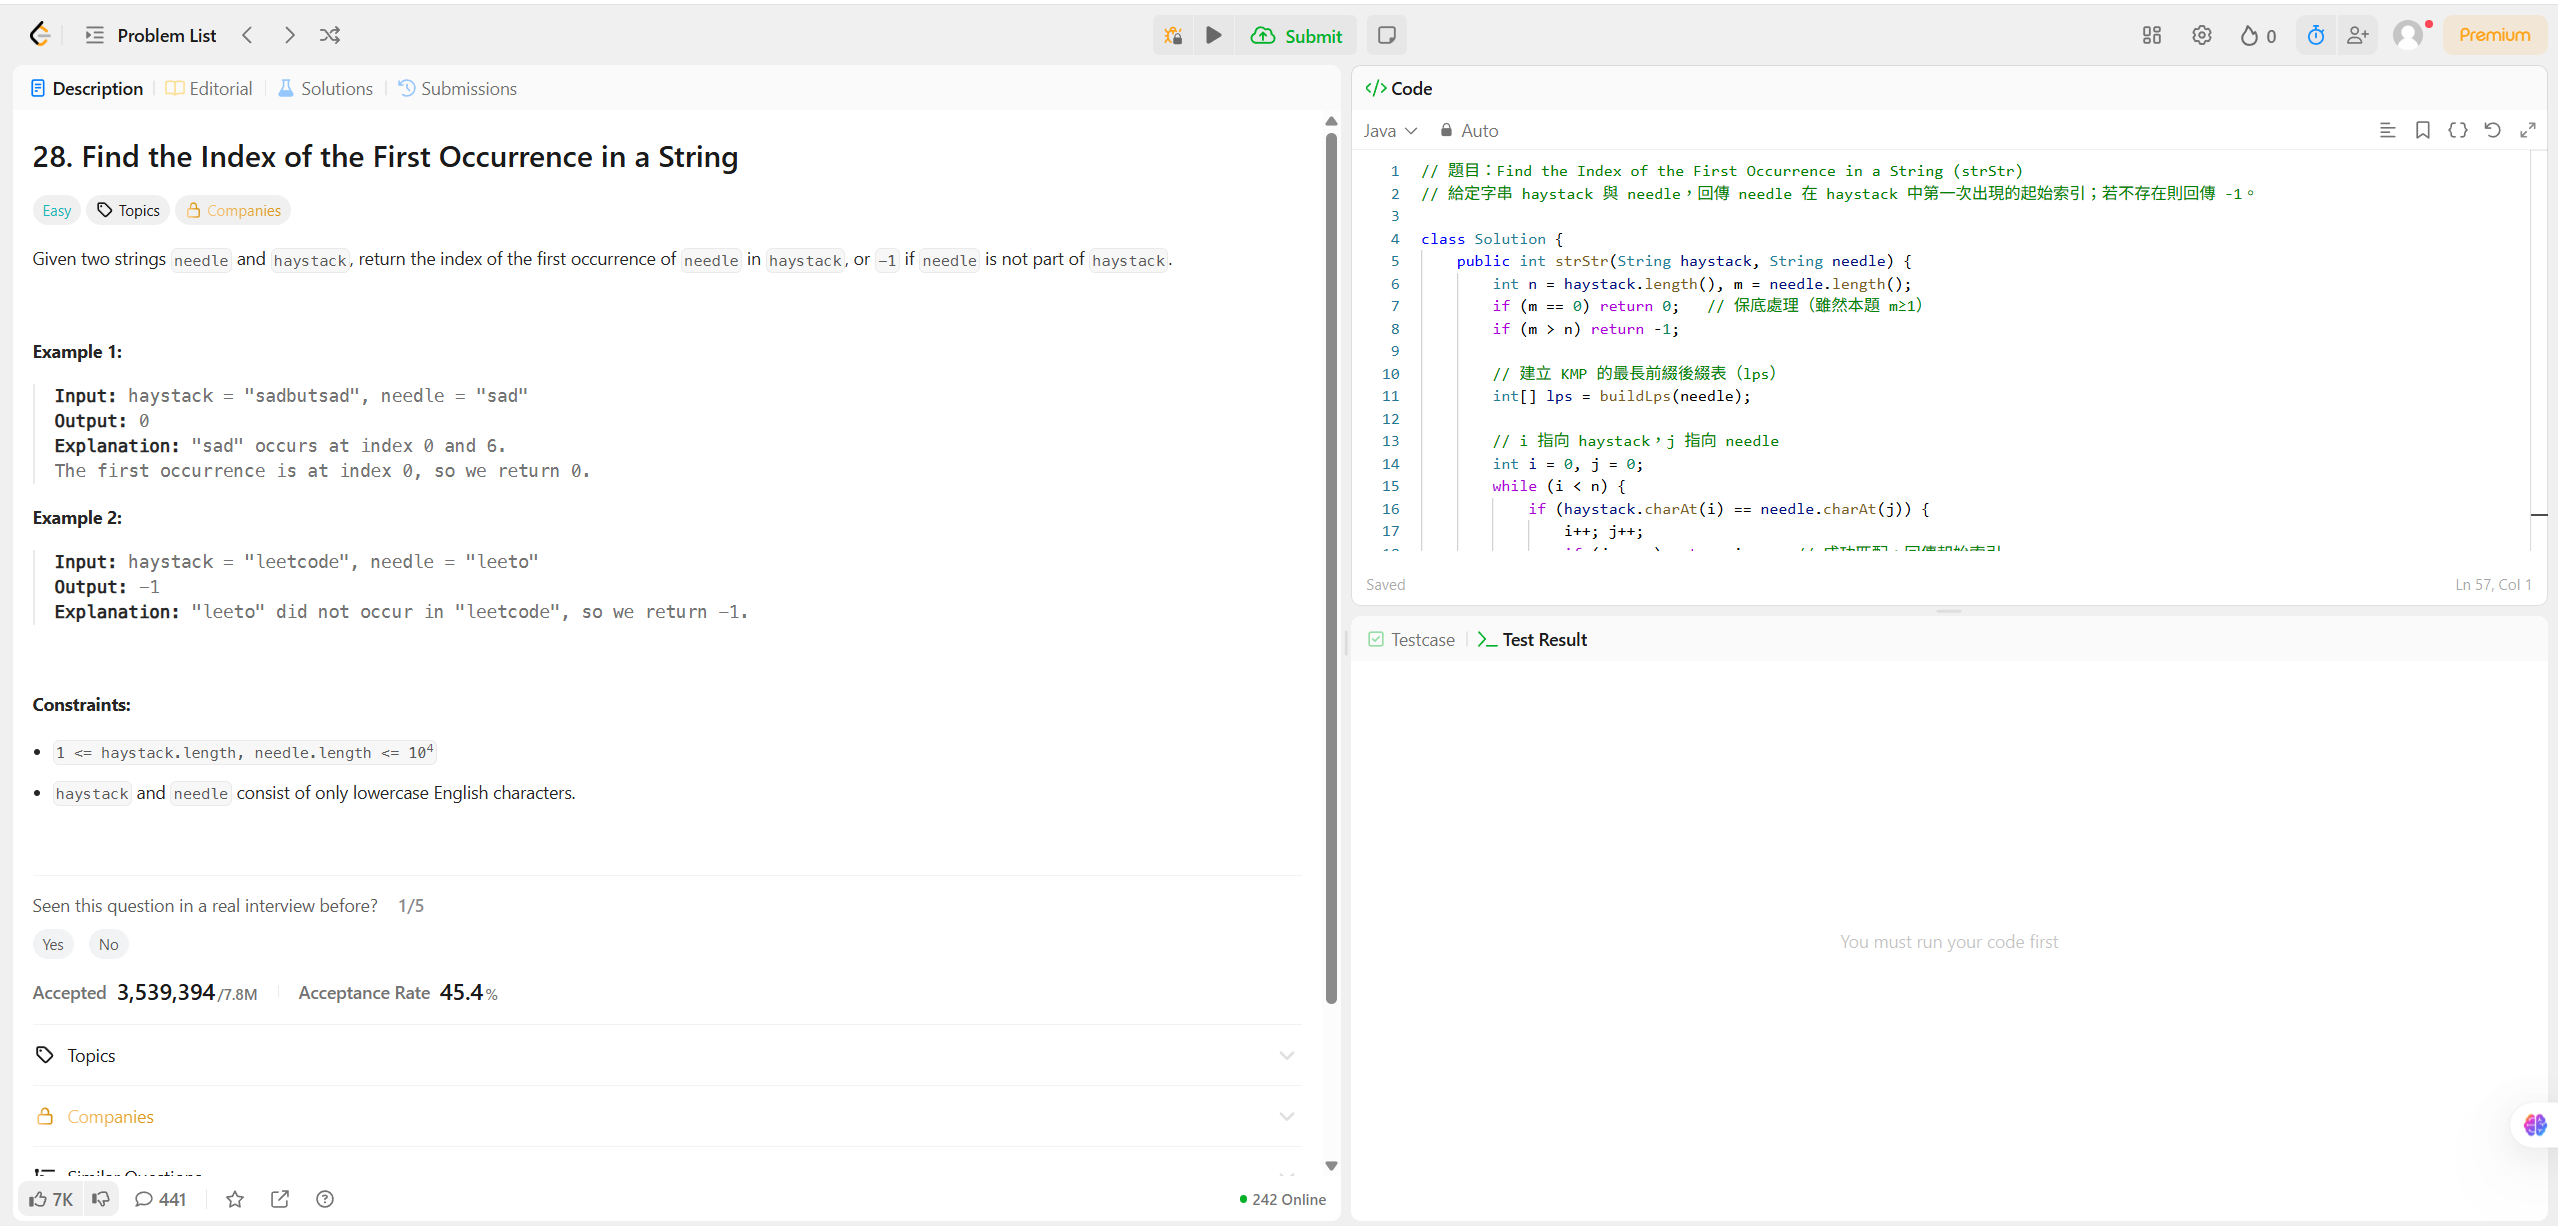 Problem List
Submit
0
Premium
Description
Editorial
Solutions
Submissions
28. Find the Index of the First Occurrence in a String
Easy
Topics
Companies
Given two strings needle and haystack, return the index of the first occurrence of needle in haystack, or -1 if needle is not part of haystack.
Example 1:
Input: haystack = "sadbutsad", needle = "sad"
Output: 0
Explanation: "sad" occurs at index 0 and 6.
The first occurrence is at index 0, so we return 0.
Example 2:
Input: haystack = "leetcode", needle = "leeto"
Output: -1
Explanation: "leeto" did not occur in "leetcode", so we return -1.
Constraints:
1 <= haystack.length, needle.length <= 10⁴
haystack and needle consist of only lowercase English characters.
Seen this question in a real interview before? 1/5
Yes
No
Accepted 3,539,394/7.8M
Acceptance Rate 45.4%
Topics
Companies
Similar Questions
7K
441
242 Online
Code
Java
Auto
1 // 題目：Find the Index of the First Occurrence in a String (strStr)
2 // 給定字串 haystack 與 needle，回傳 needle 在 haystack 中第一次出現的起始索引；若不存在則回傳 -1。
3
4 class Solution {
5 public int strStr(String haystack, String needle) {
6 int n = haystack.length(), m = needle.length();
7 if (m == 0) return 0; // 保底處理（雖然本題 m≥1）
8 if (m > n) return -1;
9
10 // 建立 KMP 的最長前綴後綴表（lps）
11 int[] lps = buildLps(needle);
12
13 // i 指向 haystack，j 指向 needle
14 int i = 0, j = 0;
15 while (i < n) {
16 if (haystack.charAt(i) == needle.charAt(j)) {
17 i++; j++;
Saved
Ln 57, Col 1
Testcase
Test Result
You must run your code first